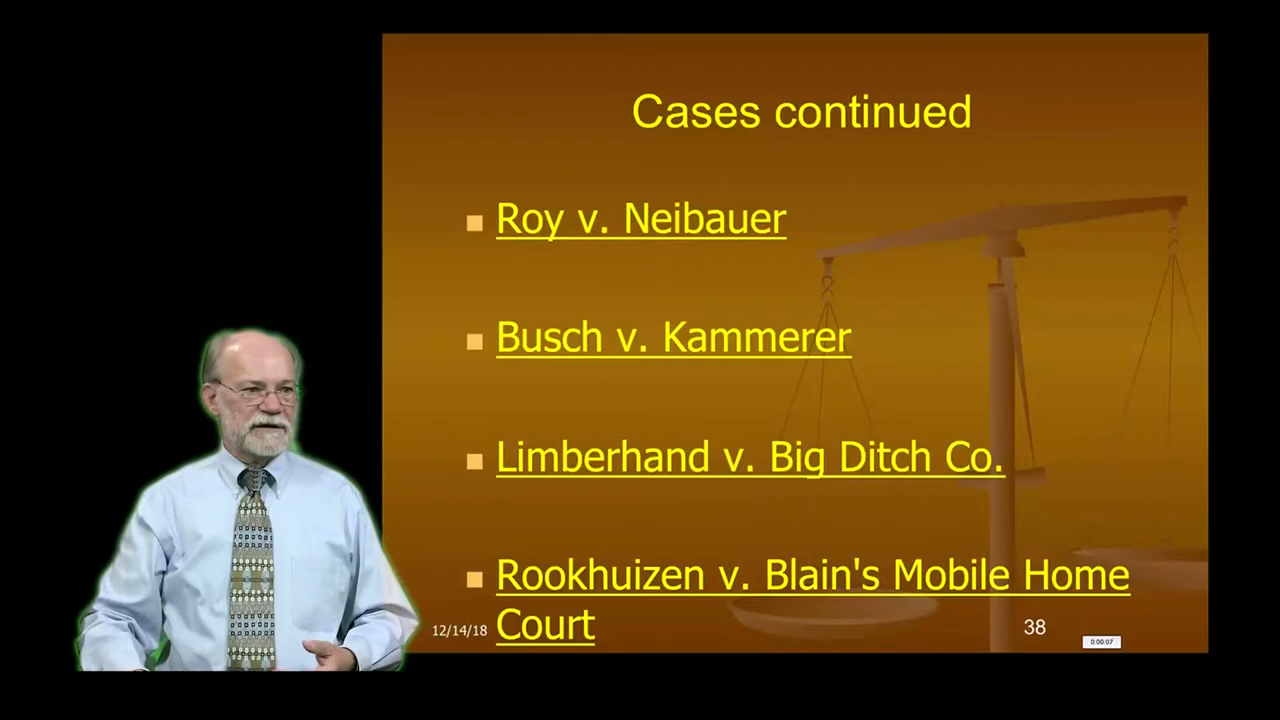 Cases continued
Roy v. Neibauer
Busch v. Kammerer
Limberhand v. Big Ditch Co.
Rookhuizen v. Blain's Mobile Home
Court
12/14/18
38
0:00:07